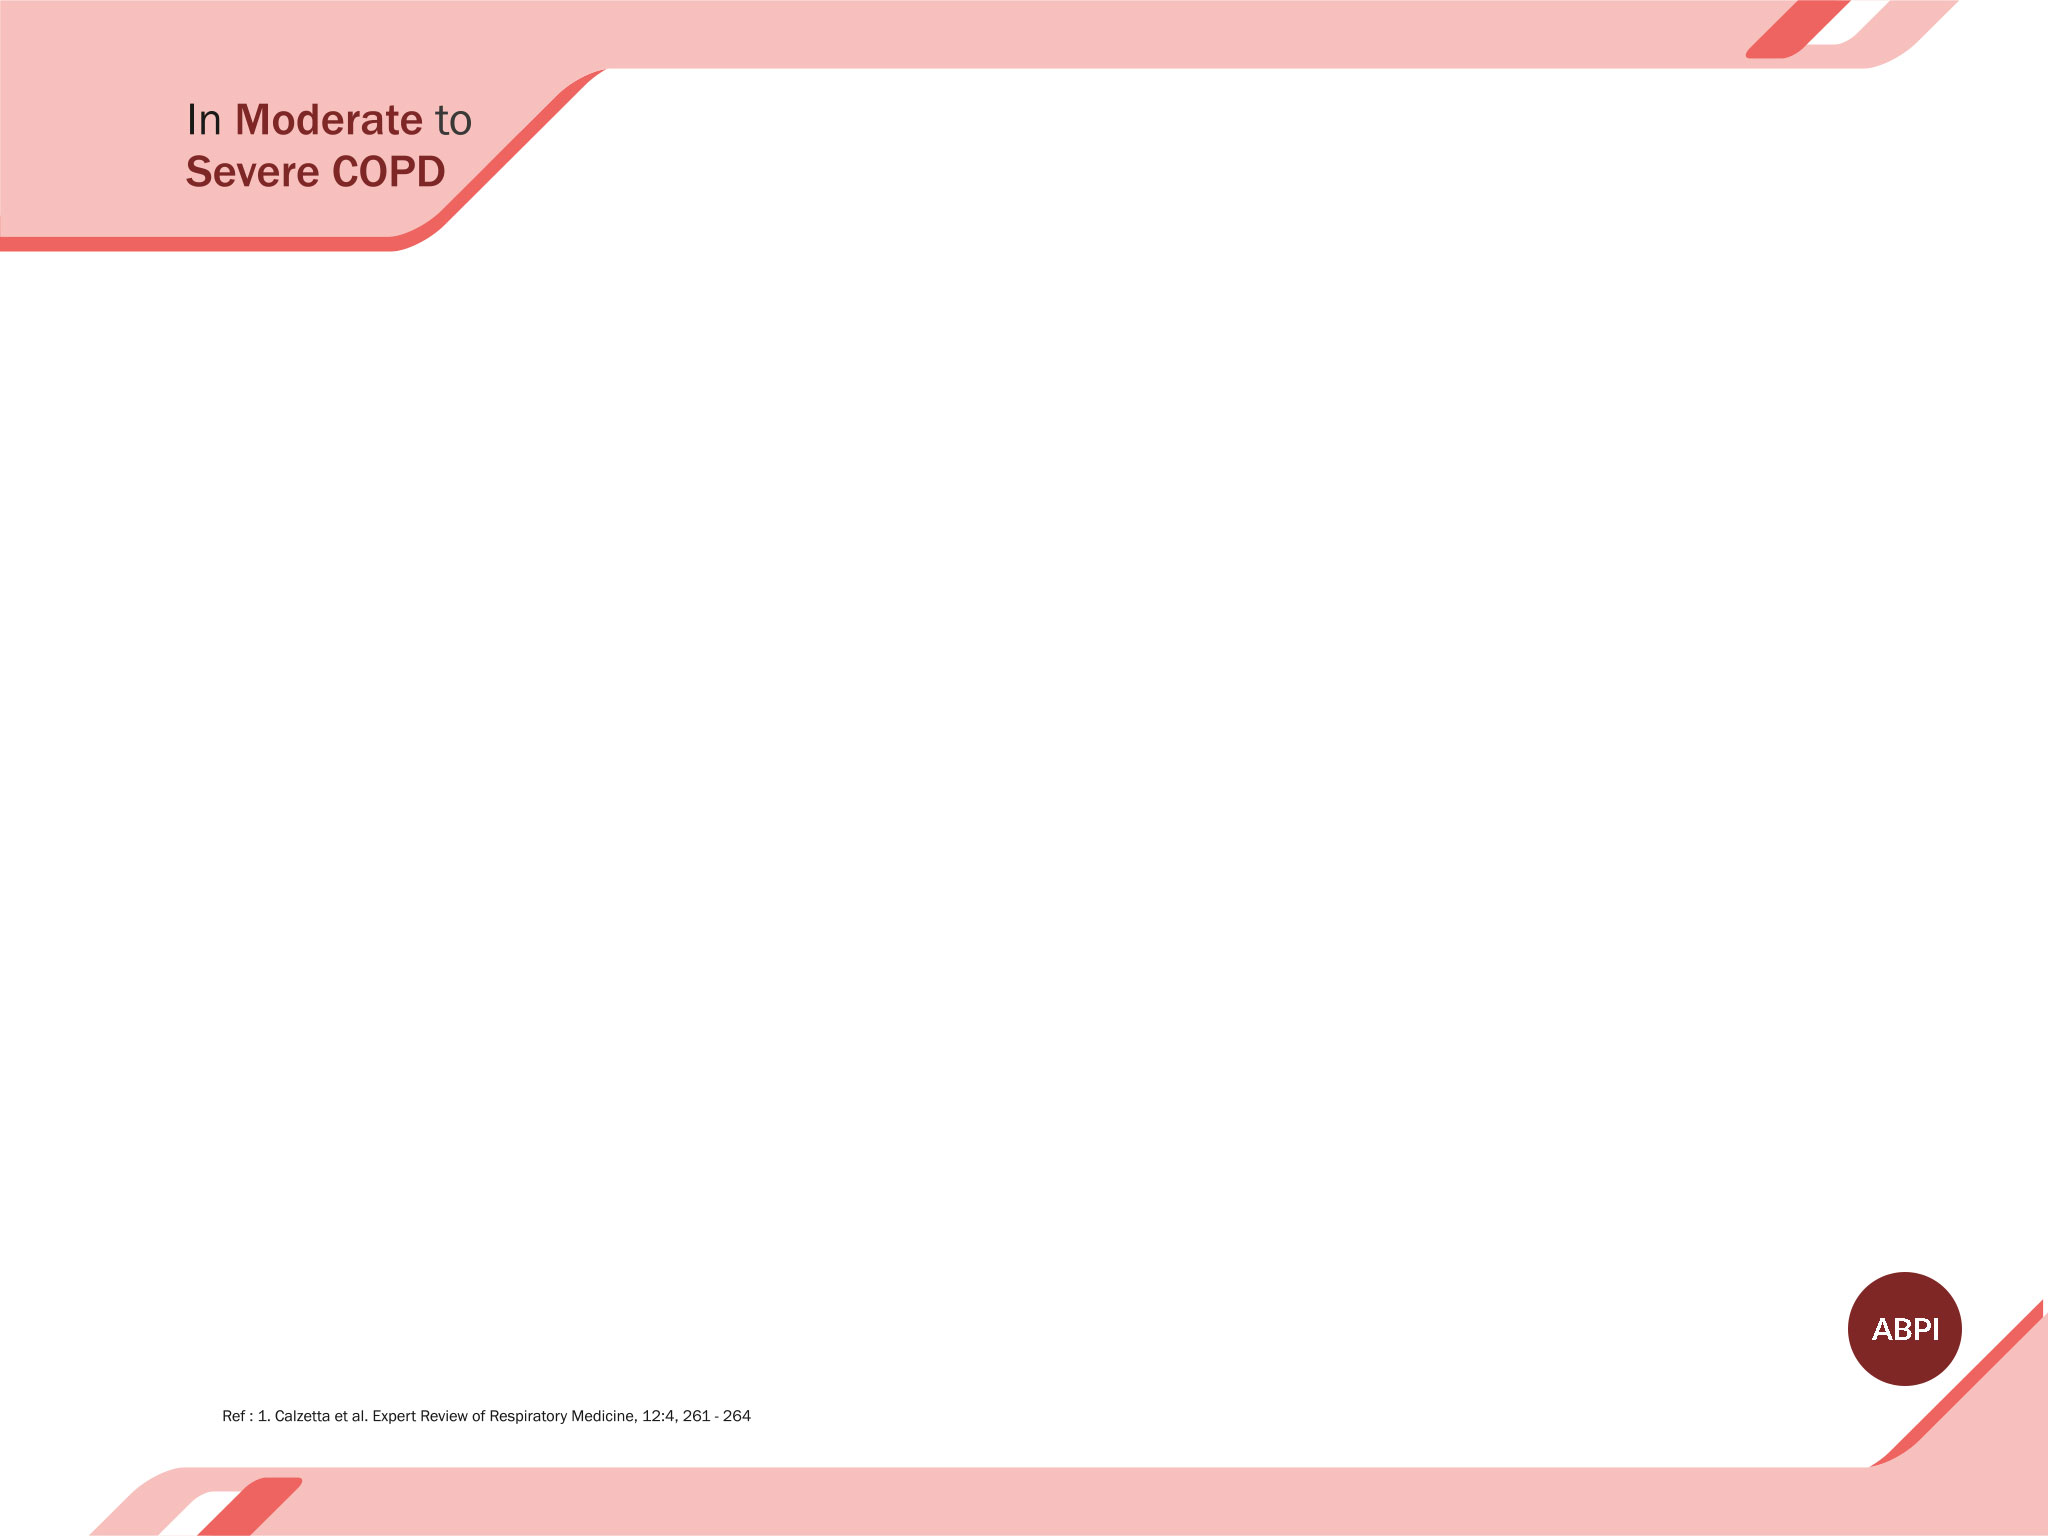 In Moderate to
Severe COPD
ABPI
Ref : 1. Calzetta et al. Expert Review of Respiratory Medicine, 12:4, 261 - 264